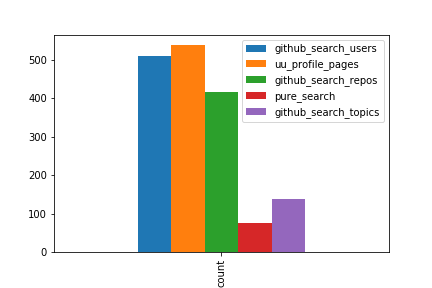 500
400
300
200
100
0
github_search_users
uu_profile_pages
github_search_repos
pure_search
github_search_topics
count